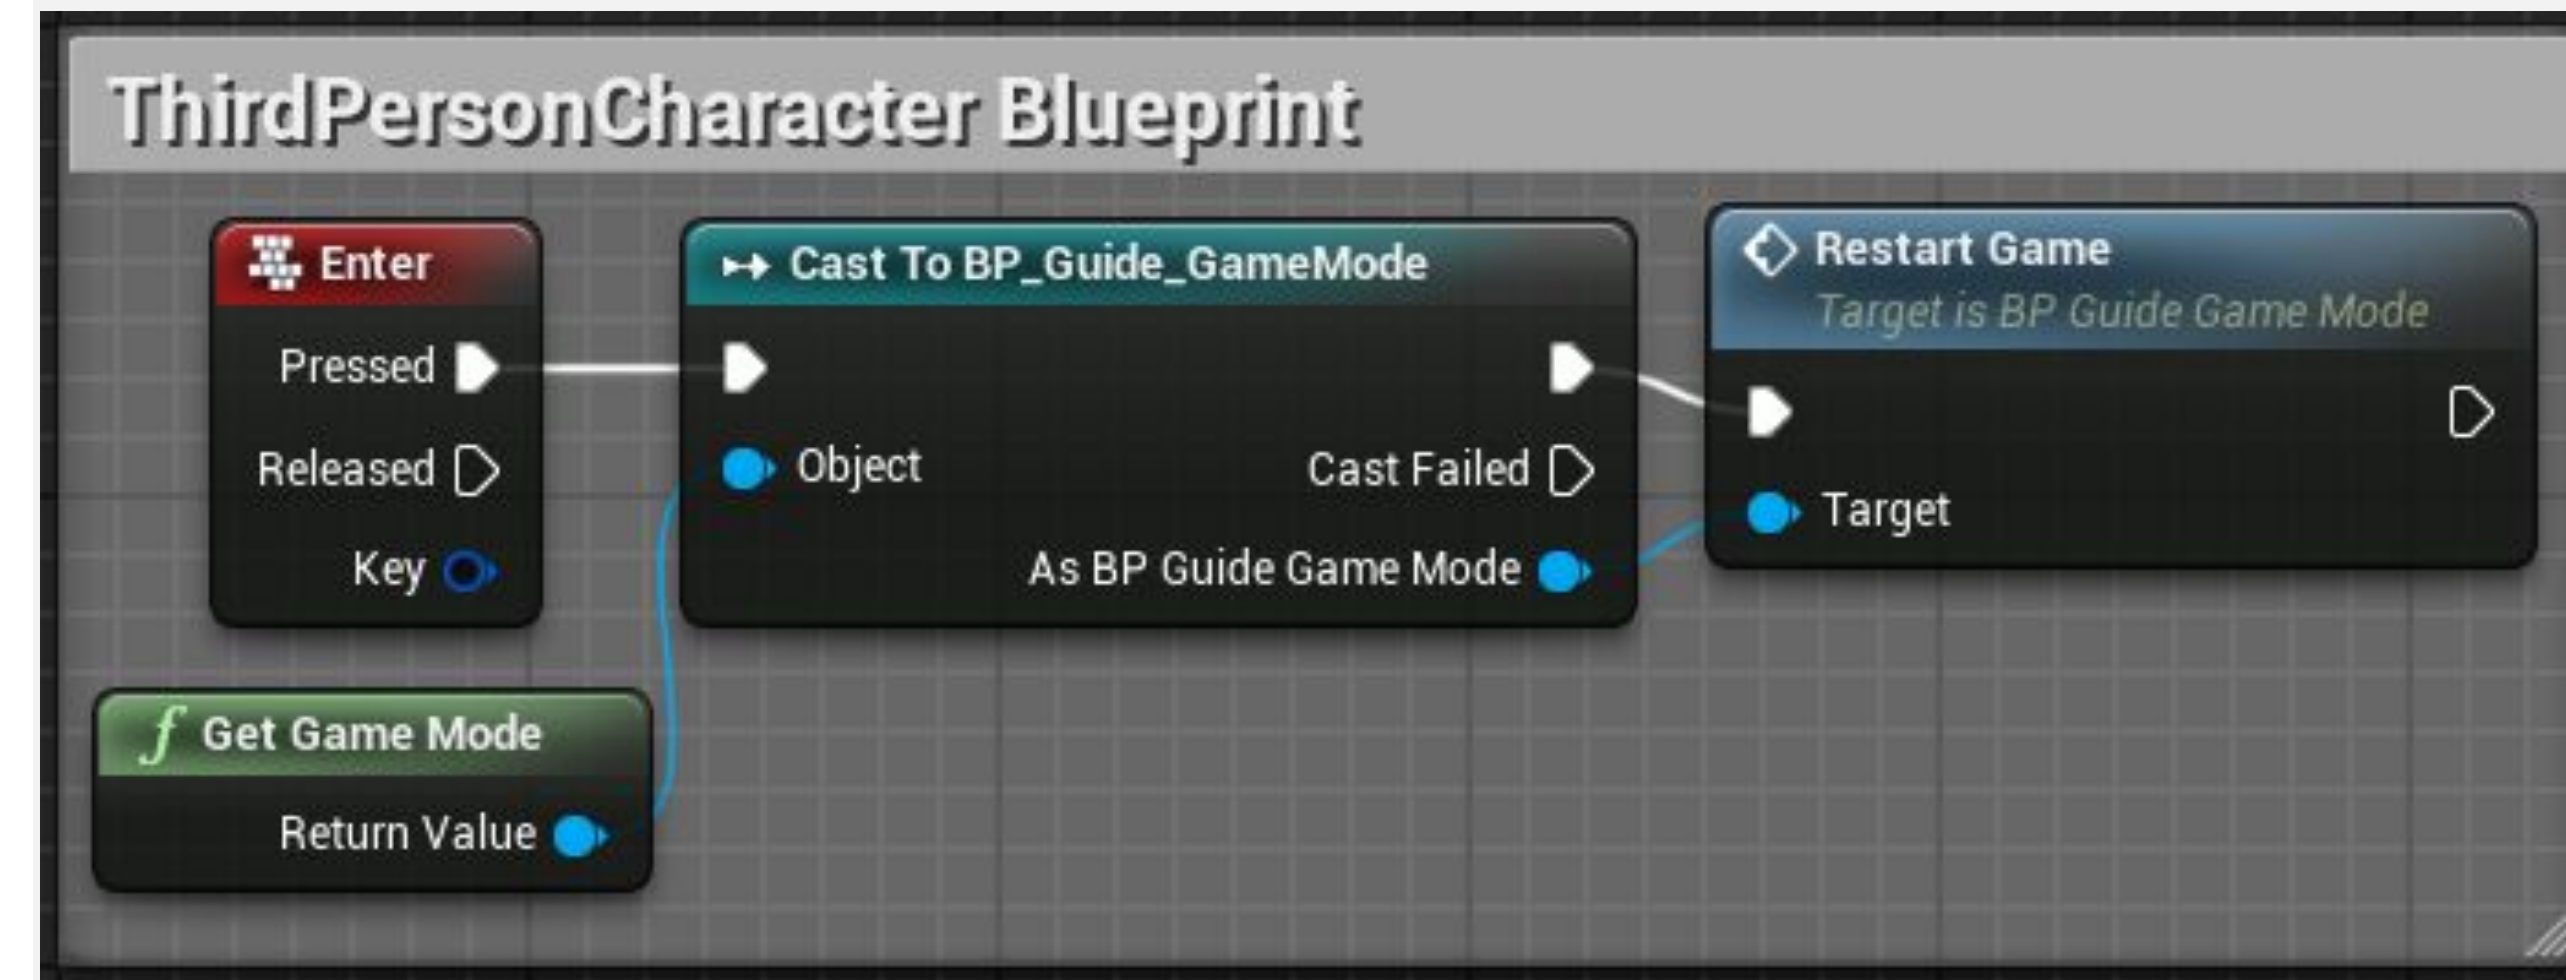 ThirdPersonCharacter Blueprint
Enter
Pressed
Released
Key
Cast To BP_Guide_GameMode
Object
Cast Failed
As BP Guide Game Mode
Restart Game
Target is BP Guide Game Mode
Target
f Get Game Mode
Return Value